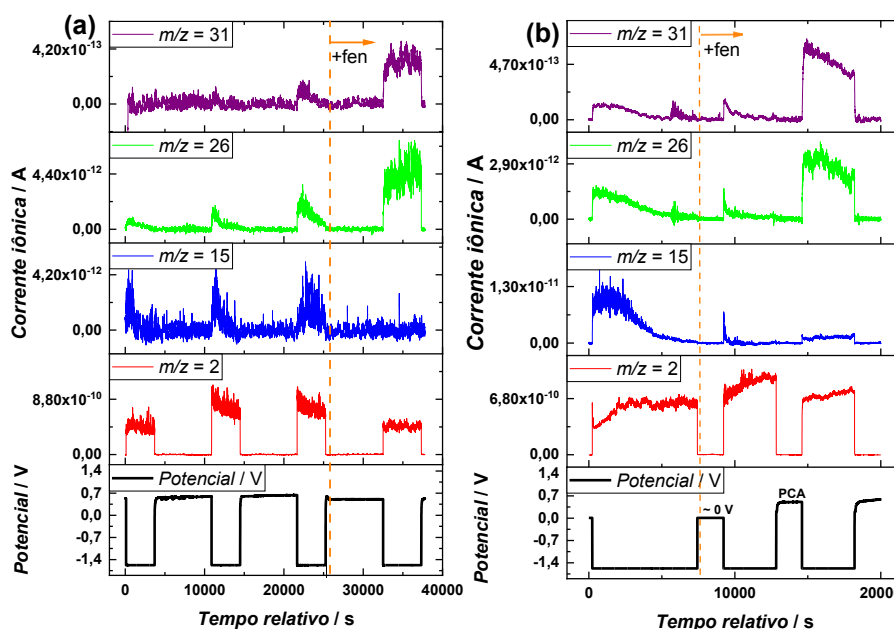 (a)
m/z = 31
4,20x10-13
0,00
+fen
m/z = 26
4,40x10-12
0,00
m/z = 15
4,20x10-12
0,00
m/z = 2
8,80x10-10
0,00
Potencial / V
1,4
0,7
0,0
-0,7
-1,4
Corrente iônica / A
Potencial / V
0 10000 20000 30000 40000
Tempo relativo / s
(b)
m/z = 31
4,70x10-13
0,00
+fen
m/z = 26
2,90x10-12
0,00
m/z = 15
1,30x10-11
0,00
m/z = 2
6,80x10-10
0,00
Potencial / V
1,4
0,7
0,0
-0,7
-1,4
~ 0 V
PCA
Corrente iônica / A
Potencial / V
0 10000 2000
Tempo relativo / s